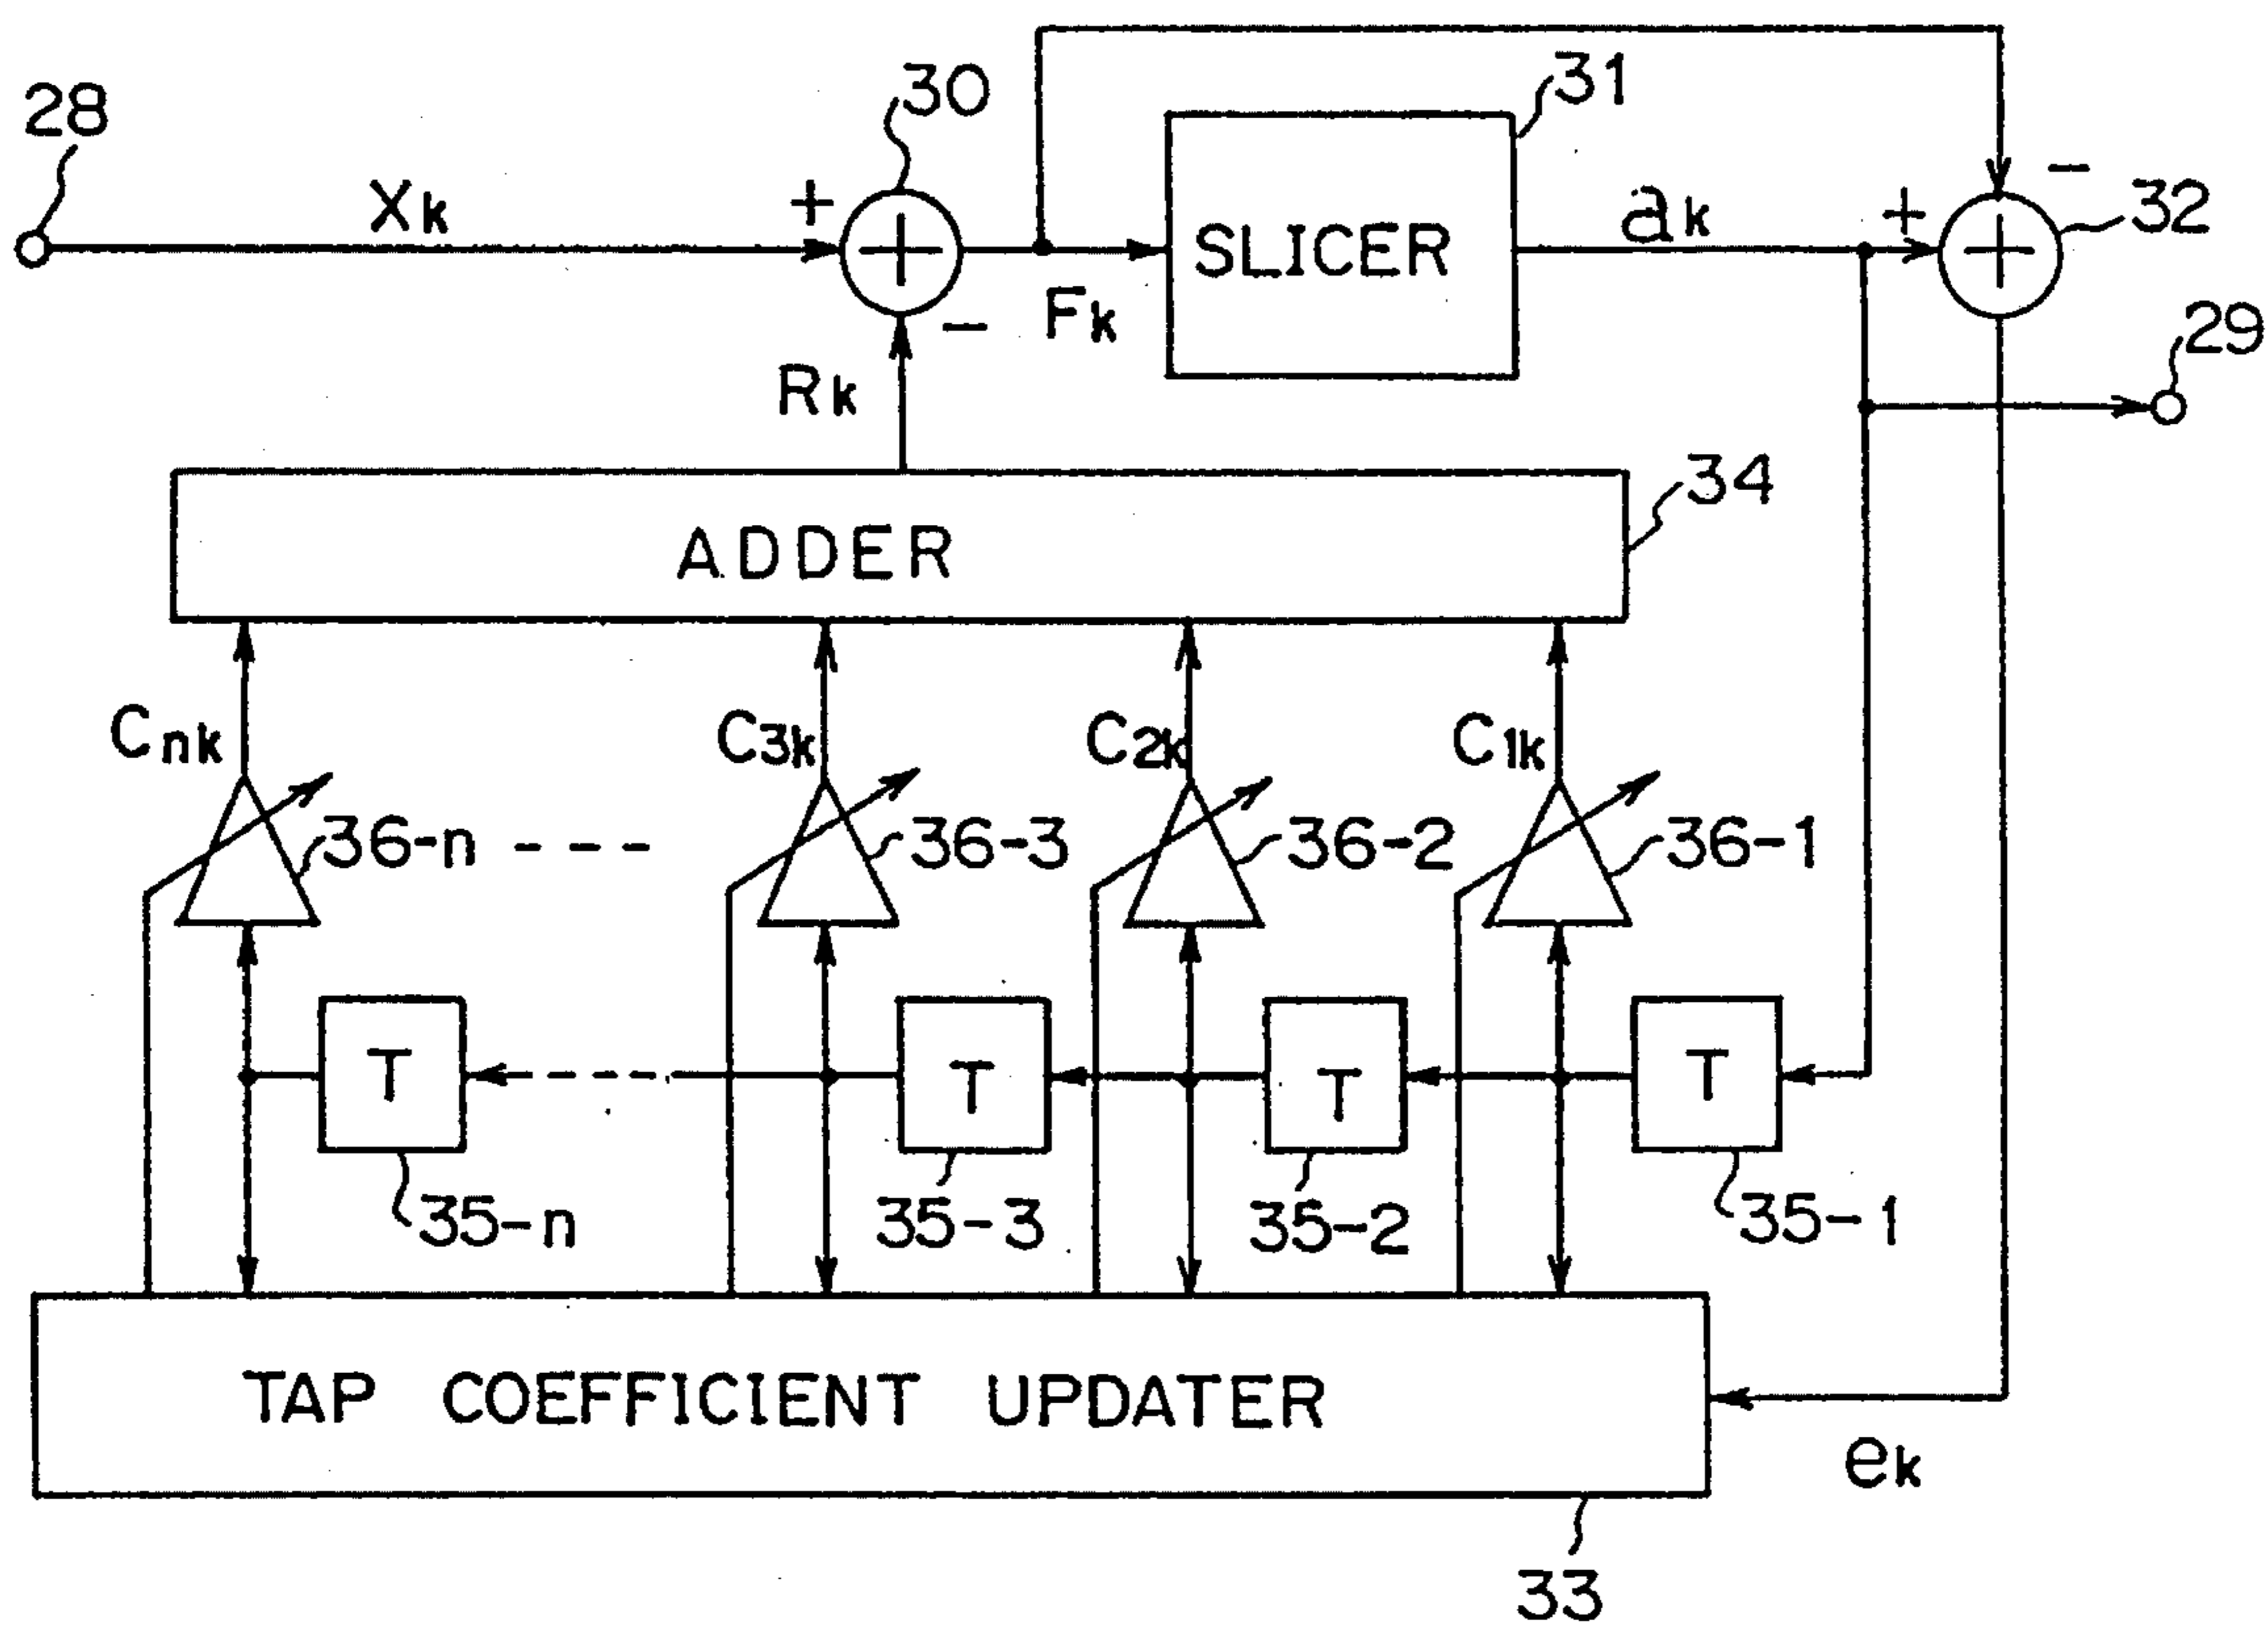 28
30
31
32
29
Xk
+
-
Fk
SLICER
ak
+
-
Rk
ADDER
34
Cnk
C3k
C2k
C1k
36-n ---
36-3
36-2
36-1
T
T
T
T
35-n
35-3
35-2
35-1
TAP COEFFICIENT UPDATER
ek
33